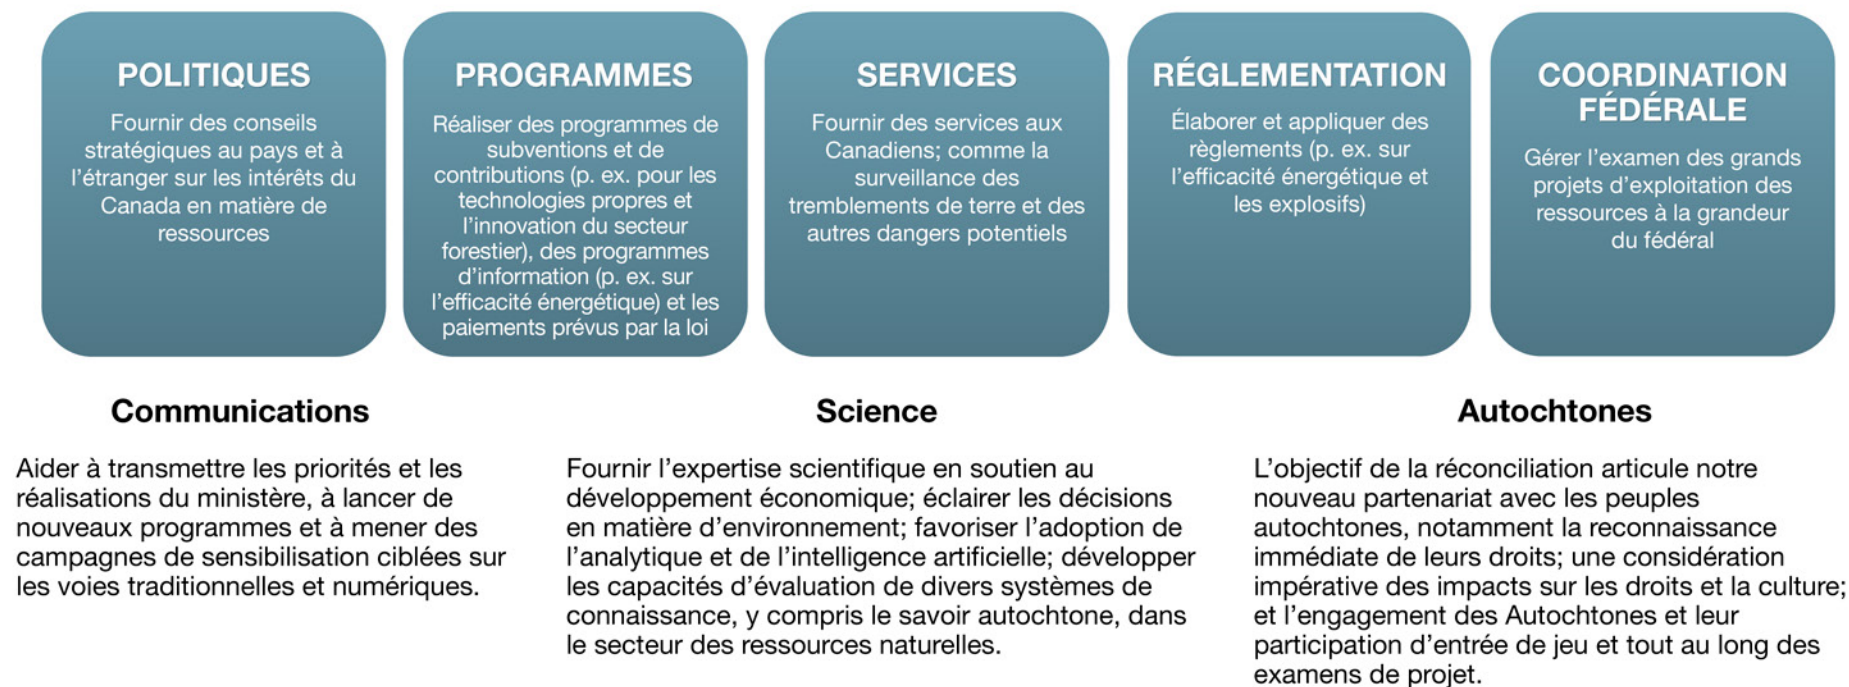 POLITIQUES
Fournir des conseils
stratégiques au pays et à
l’étranger sur les intérêts du
Canada en matière de
ressources
PROGRAMMES
Réaliser des programmes de
subventions et de
contributions (p. ex. pour les
technologies propres et
l’innovation du secteur
forestier), des programmes
d’information (p. ex. sur
l’efficacité énergétique) et les
paiements prévus par la loi
SERVICES
Fournir des services aux
Canadiens; comme la
surveillance des
tremblements de terre et des
autres dangers potentiels
RÉGLEMENTATION
Élaborer et appliquer des
règlements (p. ex. sur
l’efficacité énergétique et
les explosifs)
COORDINATION
FÉDÉRALE
Gérer l’examen des grands
projets d’exploitation des
ressources à la grandeur
du fédéral
Communications
Aider à transmettre les priorités et les
réalisations du ministère, à lancer de
nouveaux programmes et à mener des
campagnes de sensibilisation ciblées sur
les voies traditionnelles et numériques.
Science
Fournir l’expertise scientifique en soutien au
développement économique; éclairer les décisions
en matière d’environnement; favoriser l’adoption de
l’analytique et de l’intelligence artificielle; développer
les capacités d’évaluation de divers systèmes de
connaissance, y compris le savoir autochtone, dans
le secteur des ressources naturelles.
Autochtones
L’objectif de la réconciliation articule notre
nouveau partenariat avec les peuples
autochtones, notamment la reconnaissance
immédiate de leurs droits; une considération
impérative des impacts sur les droits et la culture;
et l’engagement des Autochtones et leur
participation d’entrée de jeu et tout au long des
examens de projet.